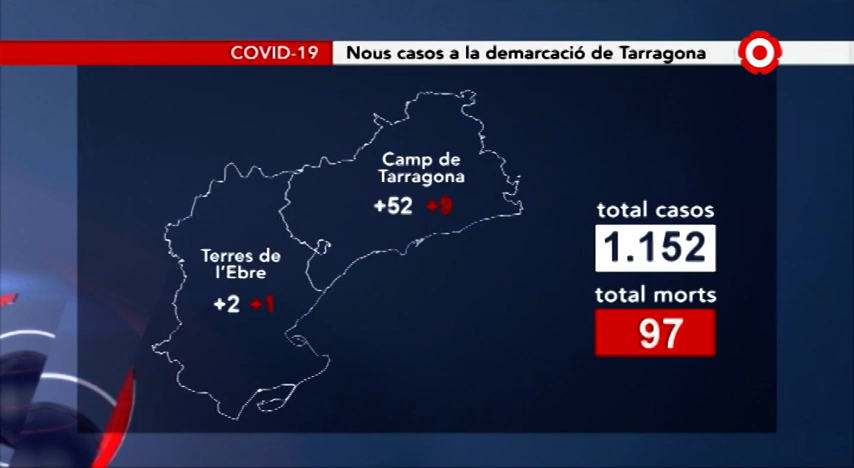 COVID-19
Nous casos a la demarcació de Tarragona
Camp de
Tarragona
+52 +9
Terres de
l'Ebre
+2 +1
total casos
1.152
total morts
97